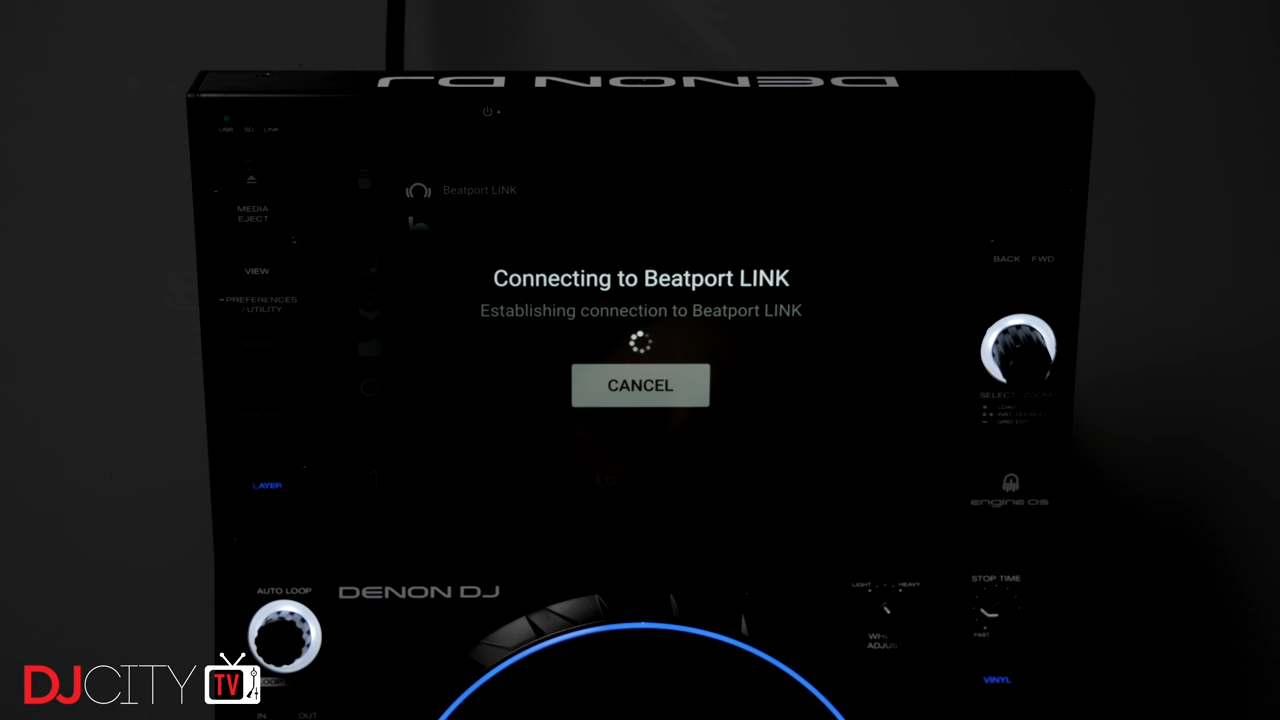 DENON DJ
USB SD LINK
MEDIA
EJECT
VIEW
PREFERENCES
/ UTILITY
Beatport LINK
Connecting to Beatport LINK
Establishing connection to Beatport LINK
CANCEL
BACK FWD
SELECT ZOOM
LOAD
LAYER
engine os
AUTO LOOP
DENON DJ
LIGHT HEAVY
STOP TIME
FAST
VINYL
IN OUT
DJCITY TV